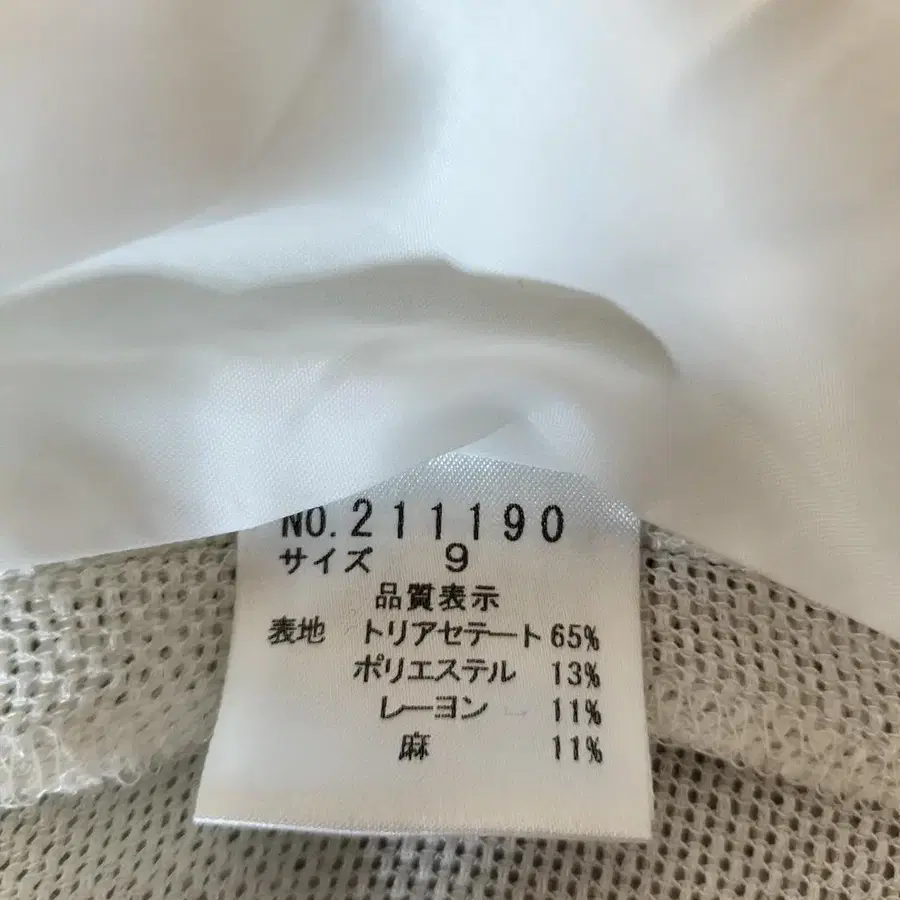 NO.211190
サイズ 9
品質表示
表地 トリアセテート 65%
ポリエステル 13%
レーヨン 11%
麻 11%